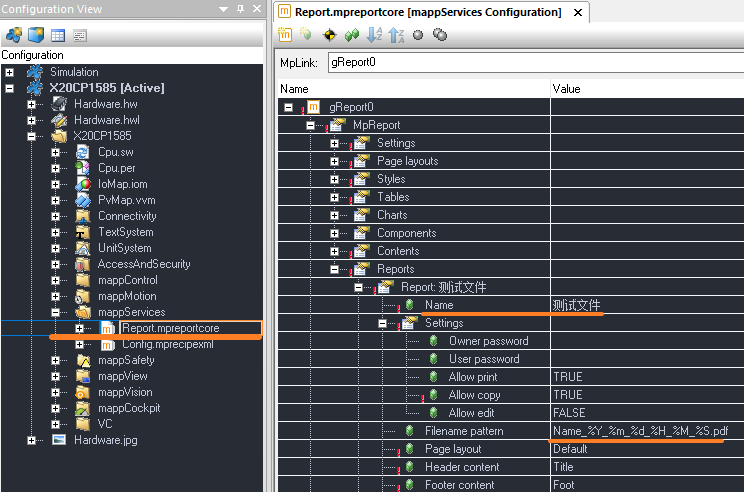 Configuration View
Configuration
Simulation
X20CP1585 [Active]
Hardware.hw
Hardware.hwl
X20CP1585
Cpu.sw
Cpu.per
IoMap.iom
PvMap.vvm
Connectivity
TextSystem
UnitSystem
AccessAndSecurity
mappControl
mappMotion
mappServices
Report.mpreportcore
Config.mprecipexml
mappSafety
mappView
mappVision
mappCockpit
VC
Hardware.jpg
Report.mpreportcore [mappServices Configuration]
MpLink: gReport0
Name Value
gReport0
MpReport
Settings
Page layouts
Styles
Tables
Charts
Components
Contents
Reports
Report: 测试文件
Name 测试文件
Settings
Owner password
User password
Allow print TRUE
Allow copy TRUE
Allow edit FALSE
Filename pattern Name_%Y_%m_%d_%H_%M_%S.pdf
Page layout Default
Header content Title
Footer content Foot